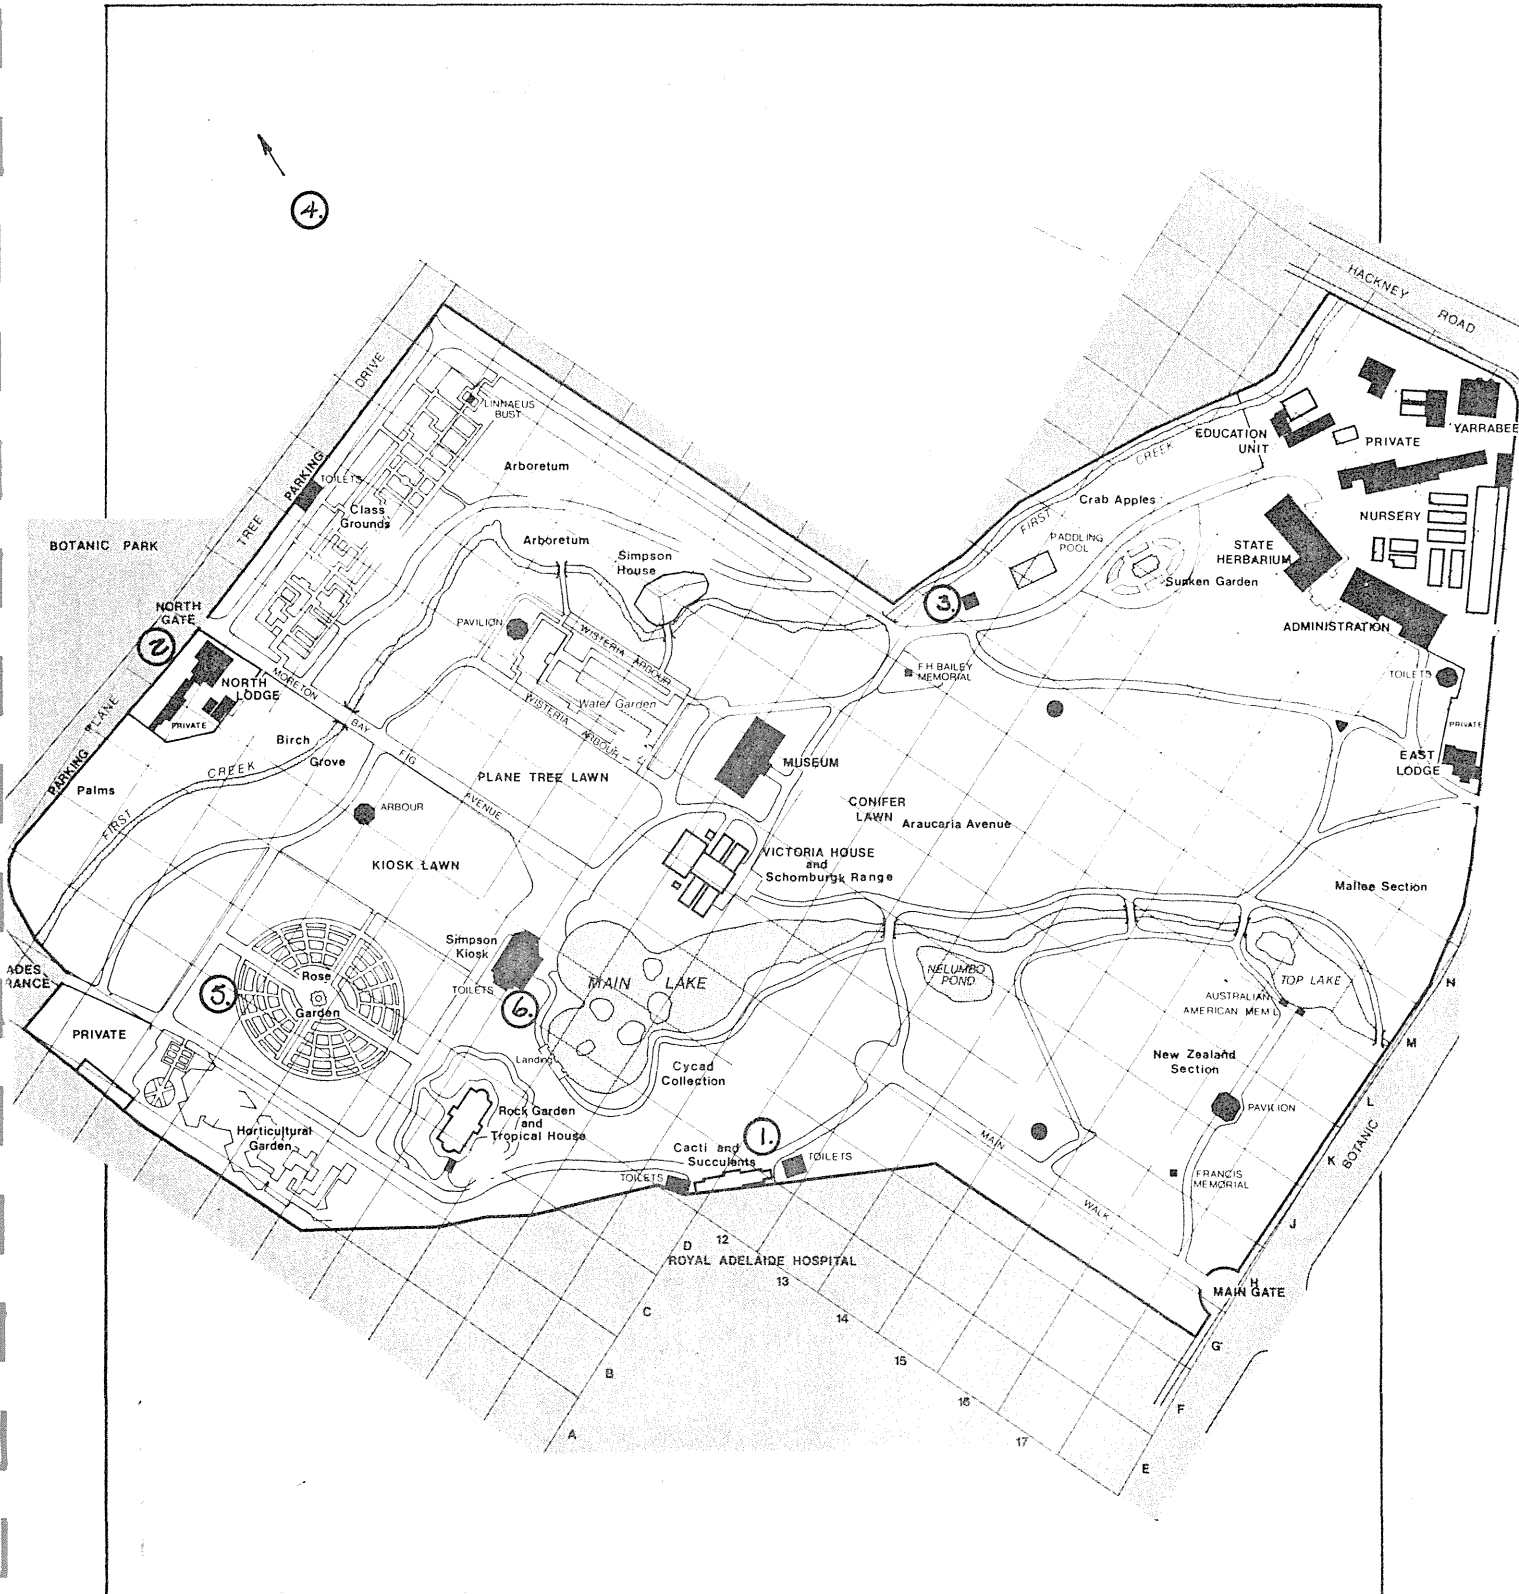 4.
HACKNEY
ROAD
DRIVE
LINNAEUS
BUST
YARRABEE
EDUCATION
UNIT
PRIVATE
CREEK
Arboretum
PARKING
TOILETS
Crab Apples
Class
Grounds
FIRST
NURSERY
TREE
BOTANIC PARK
Arboretum
PADDLING
POOL
STATE
HERBARIUM
Simpson
House
Sunken Garden
NORTH
GATE
3.
2
PAVILION
WISTERIA ARBOUR
ADMINISTRATION
F H BAILEY
MEMORIAL
TOILETS
NORTH
LODGE
MORETON
BAY
FIG
AVENUE
Water Garden
WISTERIA
ARBOUR
PRIVATE
PRIVATE
LANE
PARKING
Birch
Grove
CREEK
PLANE TREE LAWN
MUSEUM
EAST
LODGE
Palms
FIRST
ARBOUR
CONIFER
LAWN
Araucaria Avenue
KIOSK LAWN
VICTORIA HOUSE
and
Schomburgk Range
Mallee Section
Simpson
Kiosk
TOILETS
ADES
RANCE
Rose
Garden
5.
6.
MAIN LAKE
NELUMBO
POND
TOP LAKE
N
AUSTRALIAN
AMERICAN MEM'L
PRIVATE
M
Landing
Cycad
Collection
New Zealand
Section
L
PAVILION
Rock Garden
and
Tropical House
Horticultural
Garden
1.
Cacti and
Succulents
TOILETS
TOILETS
MAIN
WALK
BOTANIC
K
FRANCIS
MEMORIAL
J
D
12
ROYAL ADELAIDE HOSPITAL
13
H
MAIN GATE
C
14
G
15
B
16
F
A
17
E